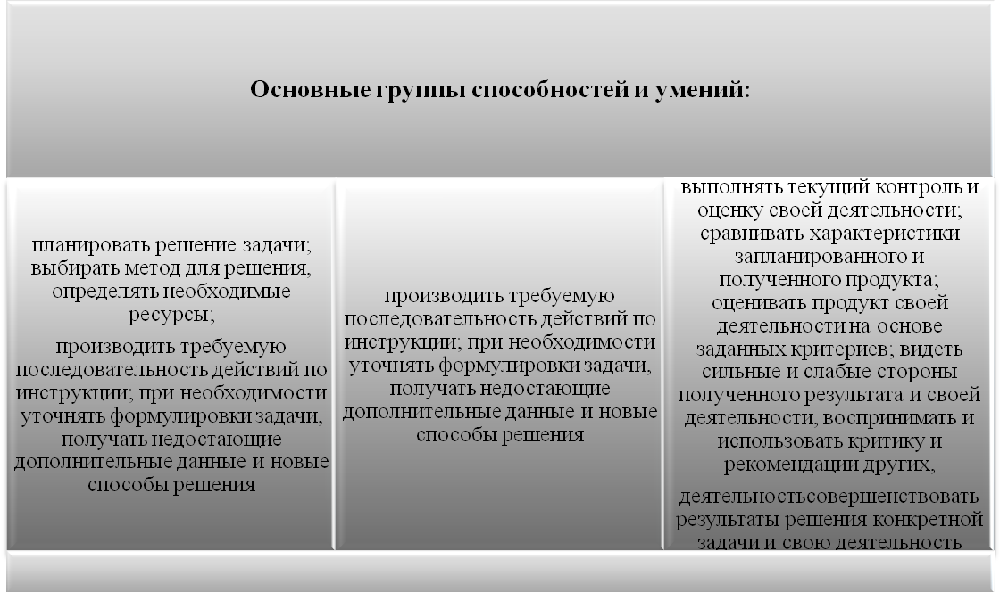 Основные группы способностей и умений:
планировать решение задачи;
выбирать метод для решения,
определять необходимые
ресурсы;
производить требуемую
последовательность действий по
инструкции; при необходимости
уточнять формулировки задачи,
получать недостающие
дополнительные данные и новые
способы решения
производить требуемую
последовательность действий по
инструкции; при необходимости
уточнять формулировки задачи,
получать недостающие
дополнительные данные и новые
способы решения
выполнять текущий контроль и
оценку своей деятельности;
сравнивать характеристики
запланированного и
полученного продукта;
оценивать продукт своей
деятельности на основе
заданных критериев; видеть
сильные и слабые стороны
полученного результата и своей
деятельности, воспринимать и
использовать критику и
рекомендации других,
деятельностьсовершенствовать
результаты решения конкретной
задачи и свою деятельность